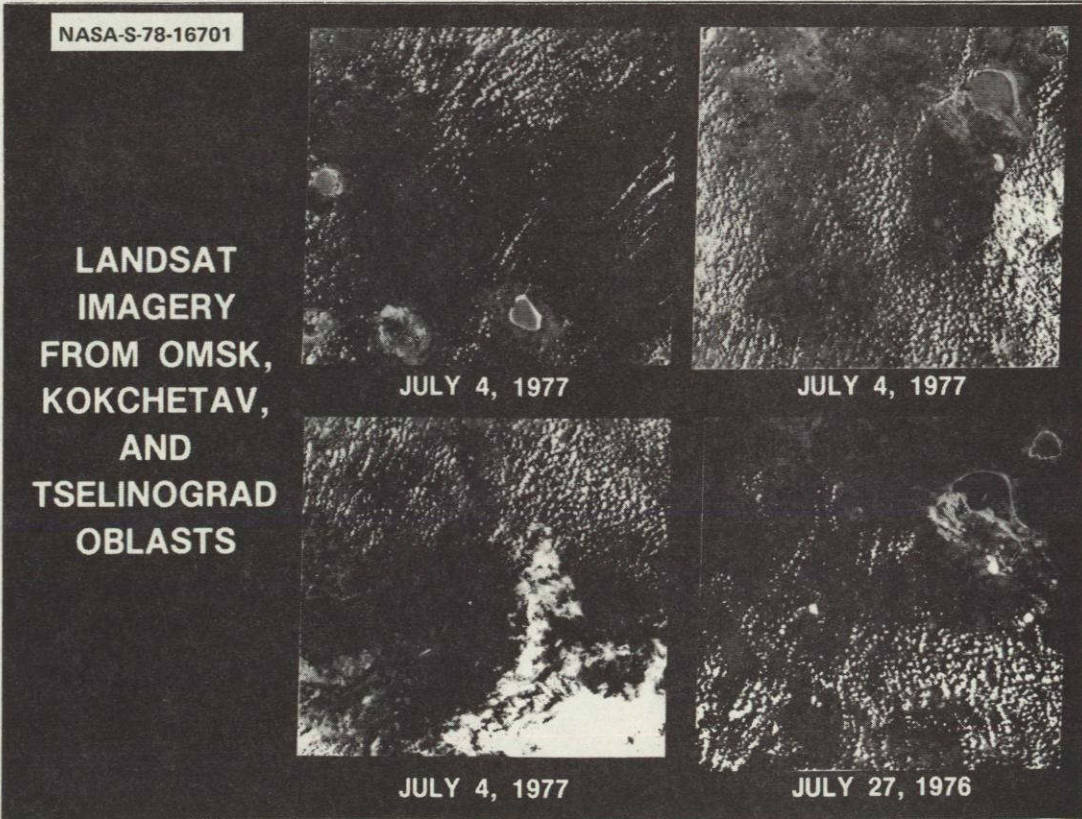 NASA-S-78-16701
LANDSAT
IMAGERY
FROM OMSK,
KOKCHETAV,
AND
TSELINOGRAD
OBLASTS
JULY 4, 1977
JULY 4, 1977
JULY 4, 1977
JULY 27, 1976